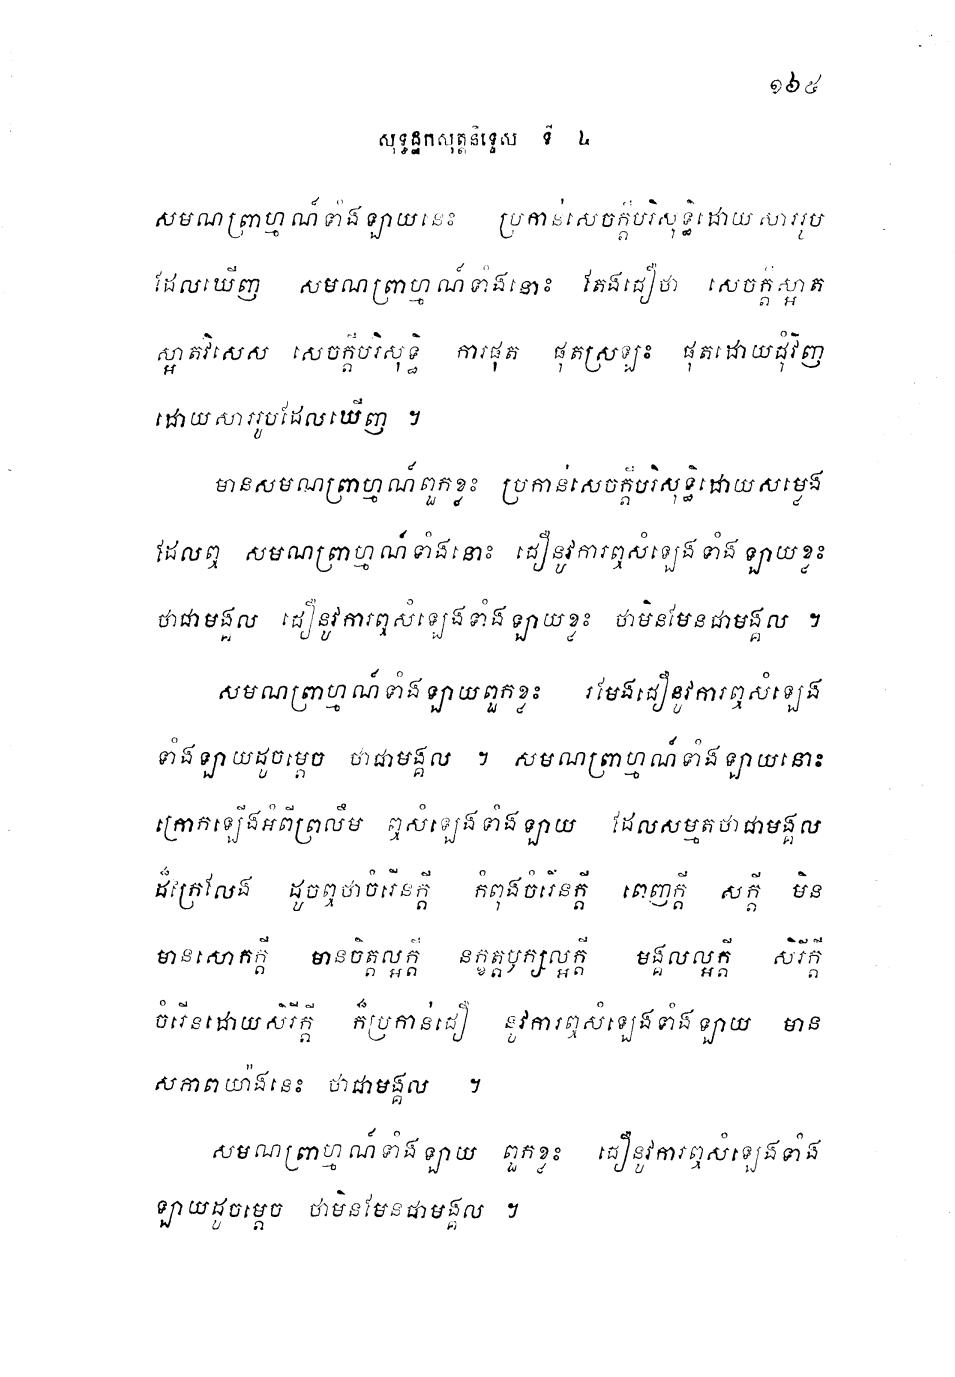 ១៦៥
សុទ្ធដ្ឋកសុត្តនិទ្ទេស ទី ៤
សមណព្រាហ្មណ៍ទាំងឡាយនេះ ប្រកាន់សេចក្តីបរិសុទ្ធិដោយសាររូប
ដែលឃើញ សមណព្រាហ្មណ៍ទាំងនោះ តែងជឿថា សេចក្តីស្អាត
ស្អាតវិសេស សេចក្តីបរិសុទ្ធិ ការផុត ផុតស្រឡះ ផុតដោយជុំវិញ
ដោយសាររូបដែលឃើញ ។
មានសមណព្រាហ្មណ៍ពួកខ្លះ ប្រកាន់សេចក្តីបរិសុទ្ធិដោយសម្លេង
ដែលឮ សមណព្រាហ្មណ៍ទាំងនោះ ជឿនូវការឮសំឡេងទាំងឡាយខ្លះ
ថាជាមង្គល ជឿនូវការឮសំឡេងទាំងឡាយខ្លះ ថាមិនមែនជាមង្គល ។
សមណព្រាហ្មណ៍ទាំងឡាយពួកខ្លះ រមែងជឿនូវការឮសំឡេង
ទាំងឡាយដូចម្តេច ថាជាមង្គល ។ សមណព្រាហ្មណ៍ទាំងឡាយនោះ
ក្រោកឡើងអំពីព្រលឹម ឮសំឡេងទាំងឡាយ ដែលសម្មតថាជាមង្គល
ដ៏ក្រៃលែង ដូចឮថាចំរើនក្តី កំពុងចំរើនក្តី ពេញក្តី សក្តី មិន
មានសោកក្តី មានចិត្តល្អក្តី នក្ខត្តឫក្សល្អក្តី មង្គលល្អក្តី សិរីក្តី
ចំរើនដោយសិរីក្តី ក៏ប្រកាន់ជឿ នូវការឮសំឡេងទាំងឡាយ មាន
សភាពយ៉ាងនេះ ថាជាមង្គល ។
សមណព្រាហ្មណ៍ទាំងឡាយ ពួកខ្លះ ជឿនូវការឮសំឡេងទាំង
ឡាយដូចម្តេច ថាមិនមែនជាមង្គល ។